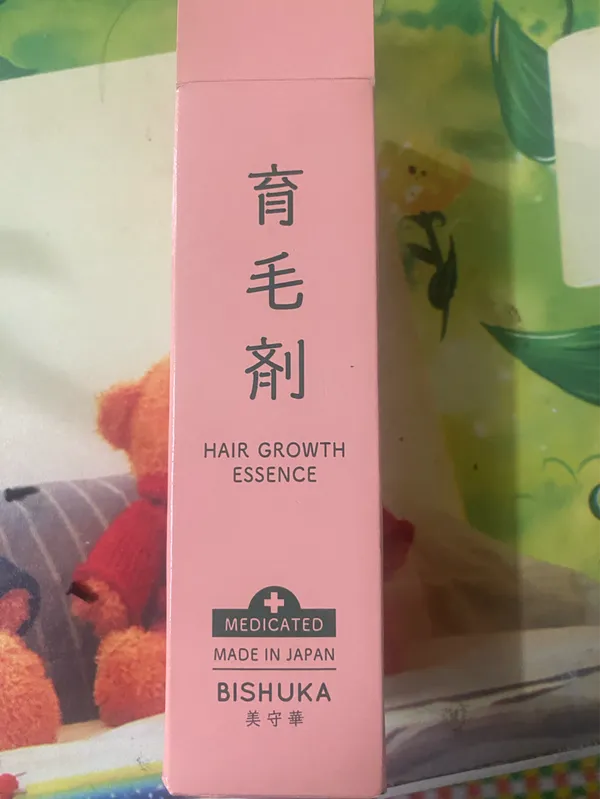 育
毛
剤
HAIR GROWTH
ESSENCE
MEDICATED
MADE IN JAPAN
BISHUKA
美守華